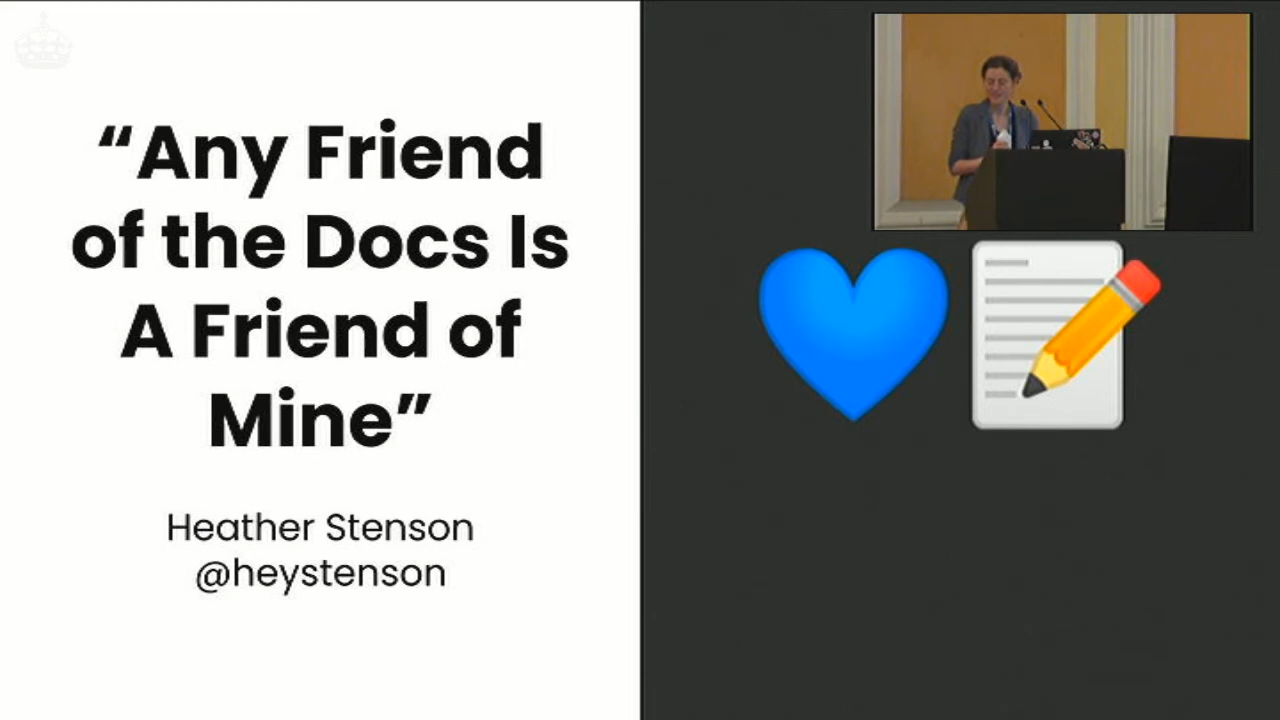 “Any Friend
of the Docs Is
A Friend of
Mine”
Heather Stenson
@heystenson